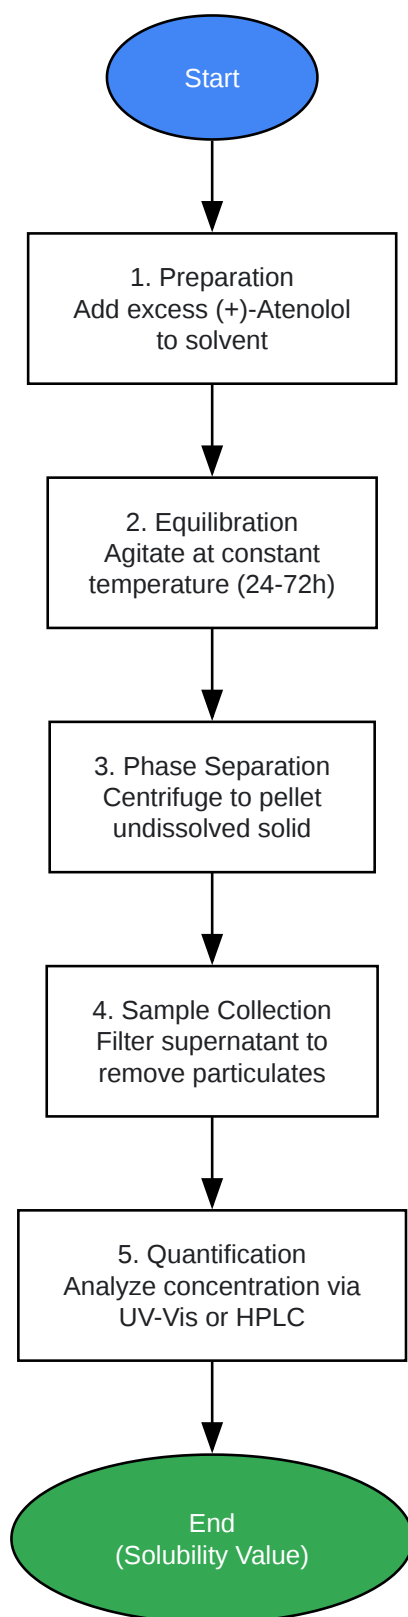 Start
1. Preparation
Add excess (+)-Atenolol
to solvent
2. Equilibration
Agitate at constant
temperature (24-72h)
3. Phase Separation
Centrifuge to pellet
undissolved solid
4. Sample Collection
Filter supernatant to
remove particulates
5. Quantification
Analyze concentration via
UV-Vis or HPLC
End
(Solubility Value)